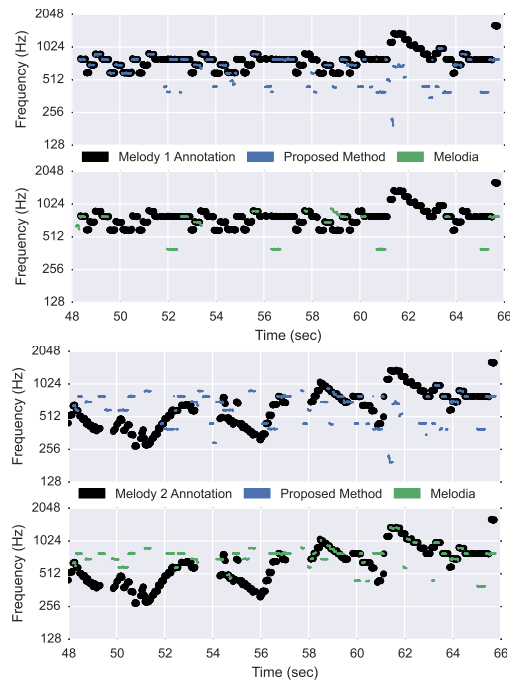 2048
1024
512
256
128
Frequency (Hz)
Melody 1 Annotation Proposed Method Melodia
2048
1024
512
256
128
Frequency (Hz)
48 50 52 54 56 58 60 62 64 66
Time (sec)
2048
1024
512
256
128
Frequency (Hz)
Melody 2 Annotation Proposed Method Melodia
2048
1024
512
256
128
Frequency (Hz)
48 50 52 54 56 58 60 62 64 66
Time (sec)